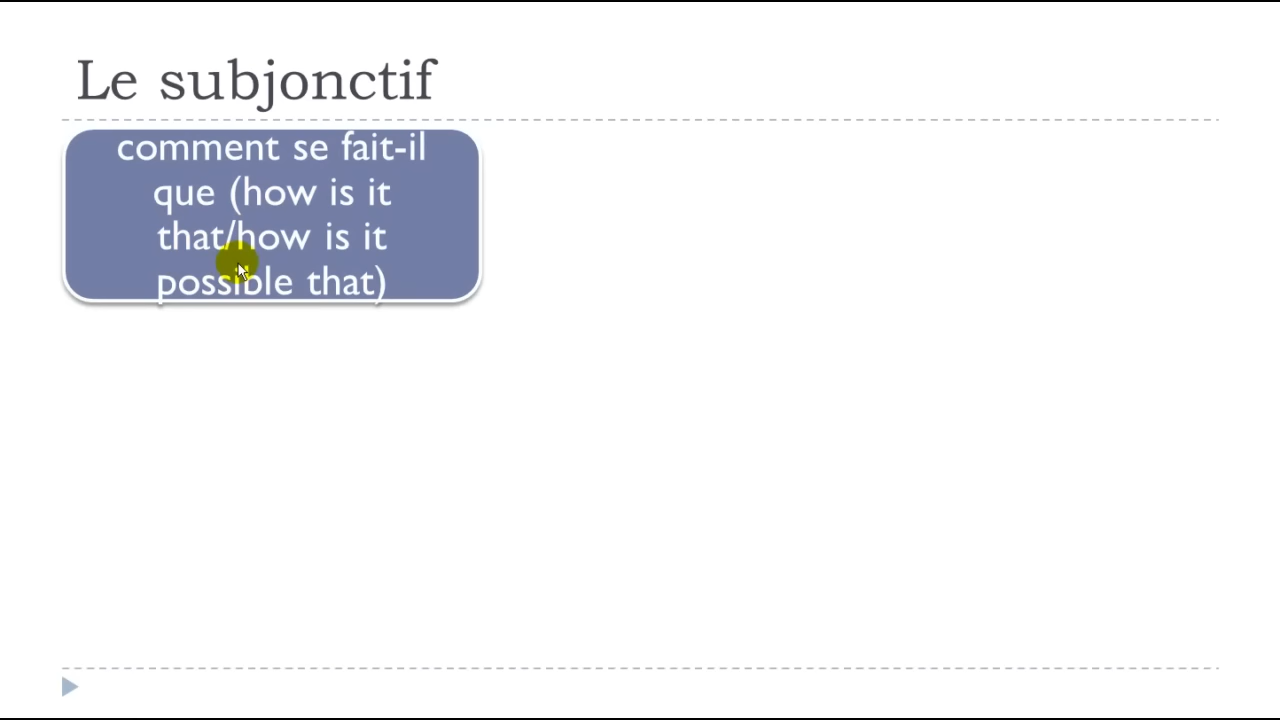 Le subjonctif
comment se fait-il
que (how is it
that/how is it
possible that)